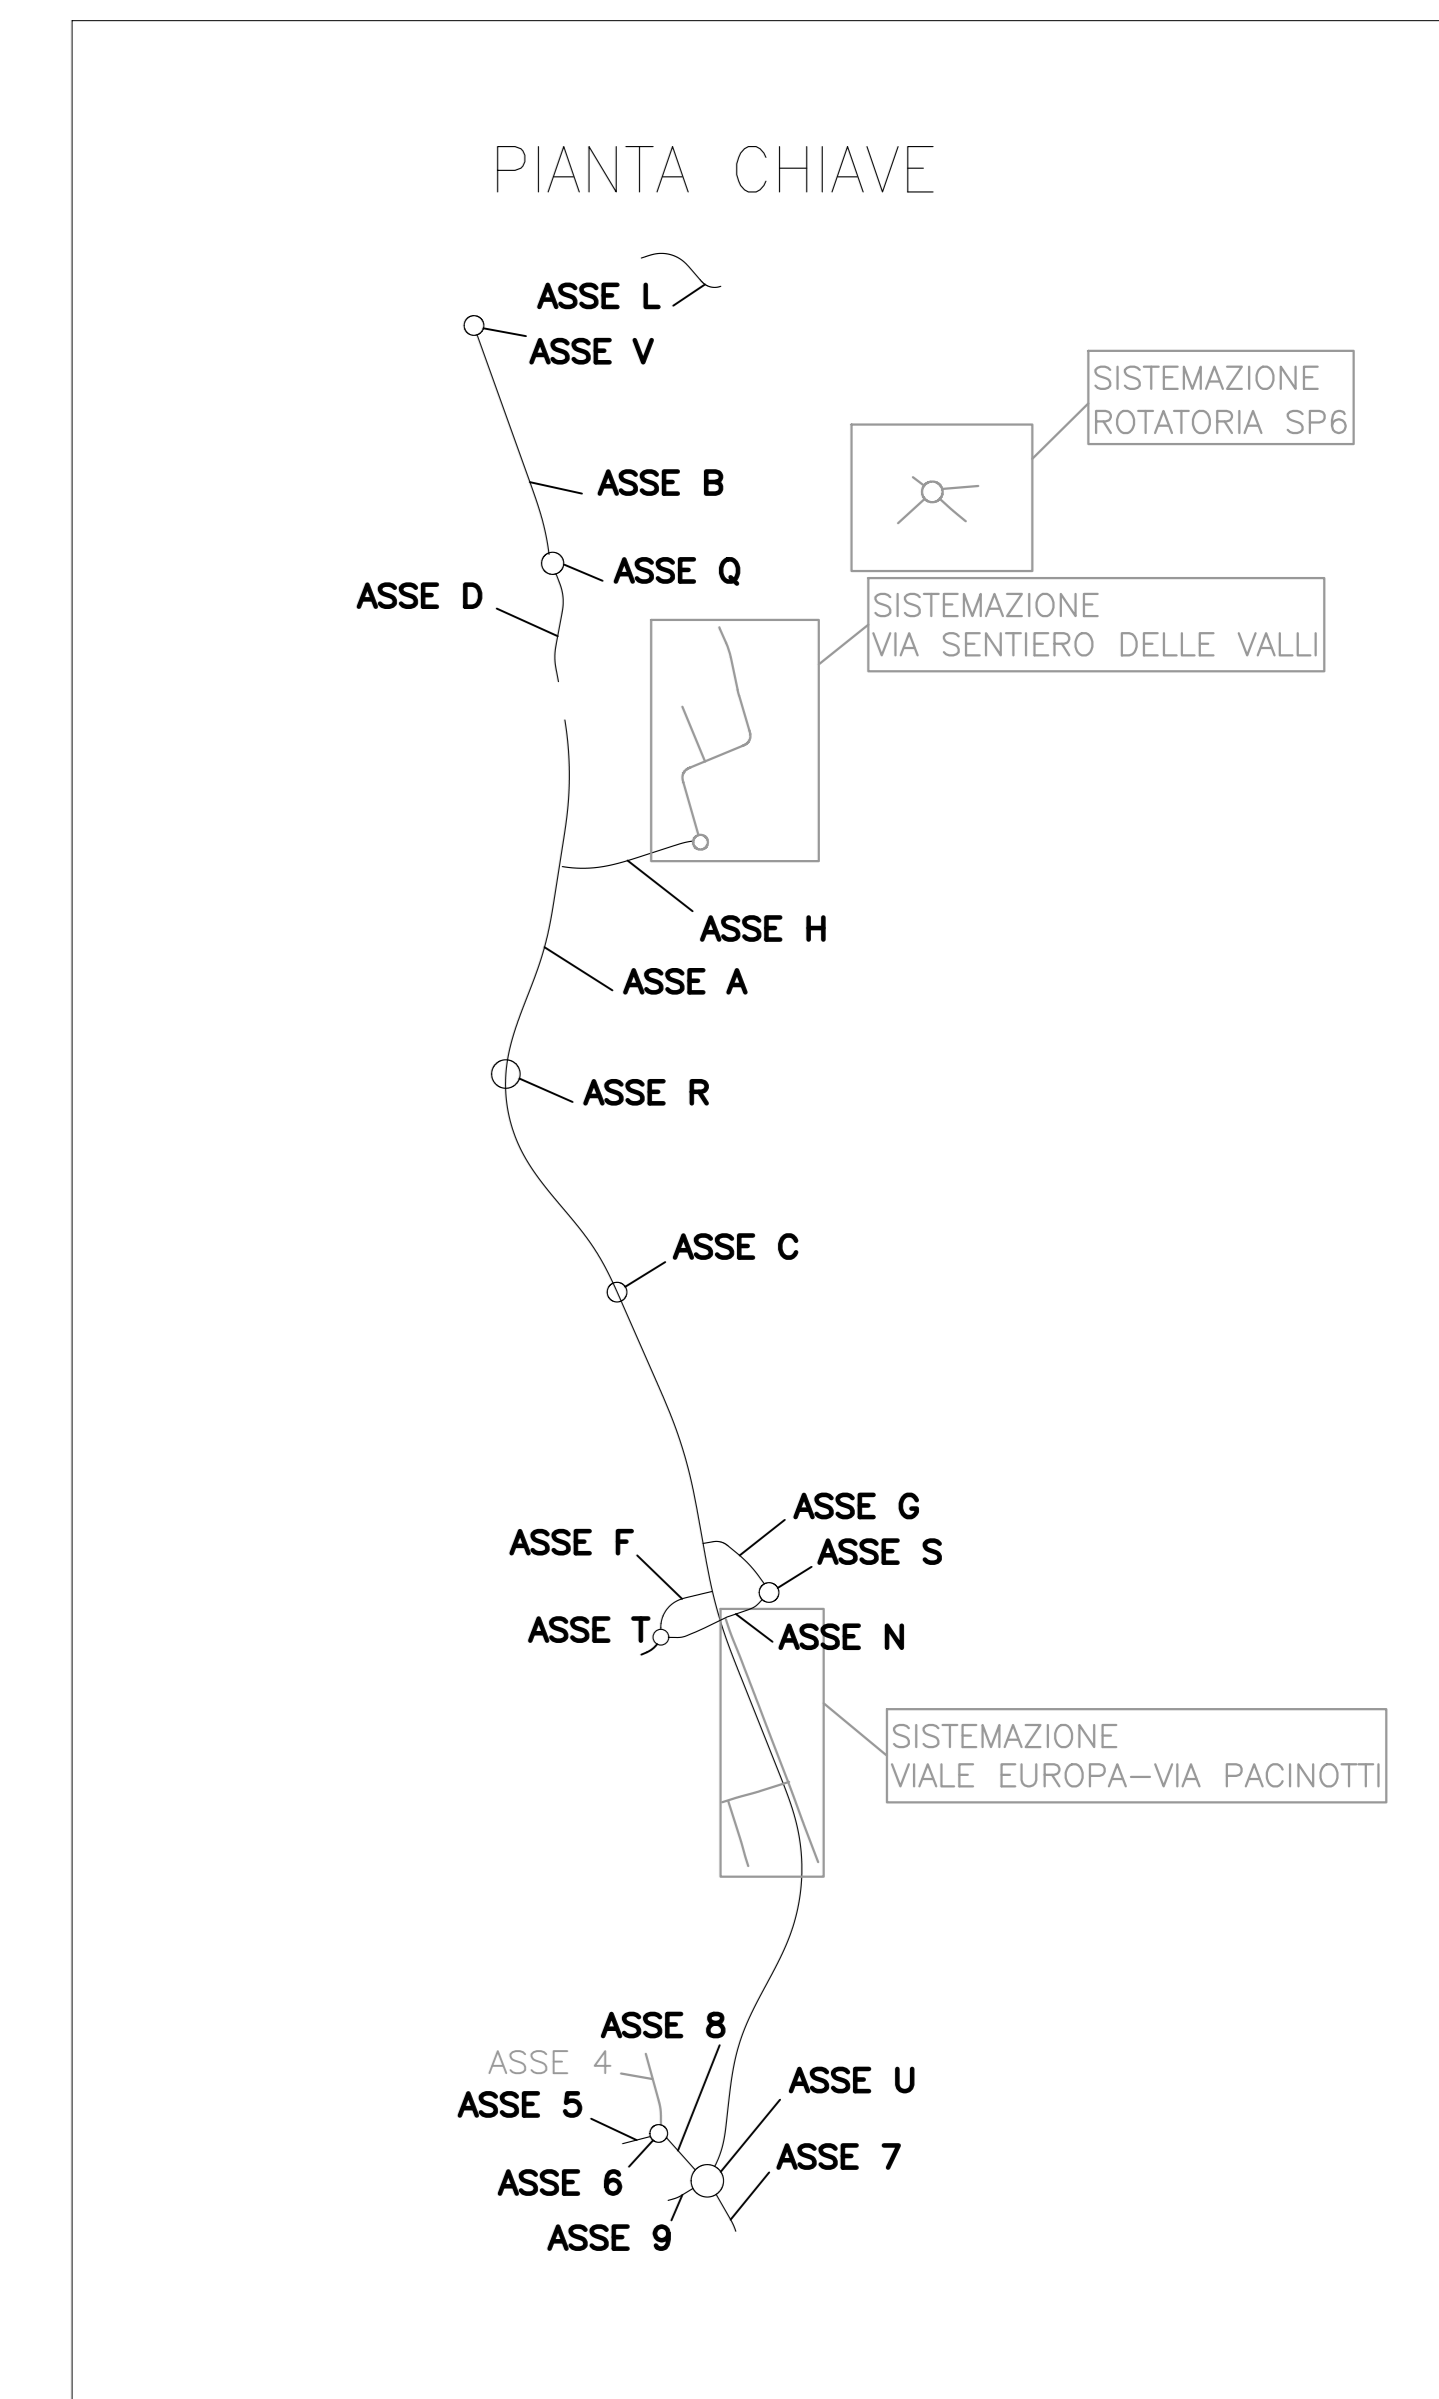 PIANTA CHIAVE
ASSE L
ASSE V
SISTEMAZIONE
ROTATORIA SP6
ASSE B
ASSE Q
ASSE D
SISTEMAZIONE
VIA SENTIERO DELLE VALLI
ASSE H
ASSE A
ASSE R
ASSE C
ASSE G
ASSE F
ASSE S
ASSE T
ASSE N
SISTEMAZIONE
VIALE EUROPA-VIA PACINOTTI
ASSE 8
ASSE 4
ASSE U
ASSE 5
ASSE 7
ASSE 6
ASSE 9